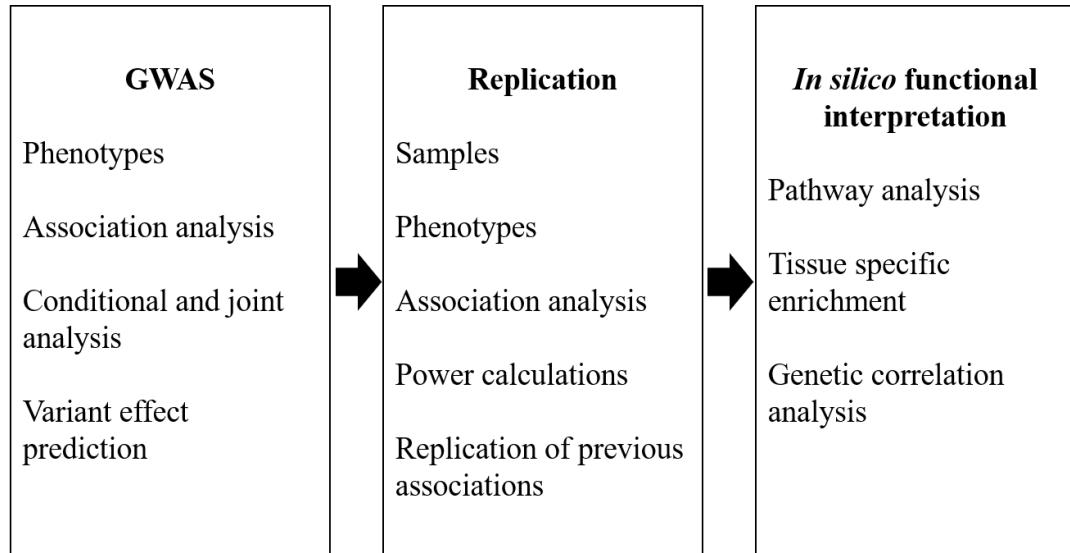 GWAS
Phenotypes
Association analysis
Conditional and joint
analysis
Variant effect
prediction
Replication
Samples
Phenotypes
Association analysis
Power calculations
Replication of previous
associations
In silico functional
interpretation
Pathway analysis
Tissue specific
enrichment
Genetic correlation
analysis